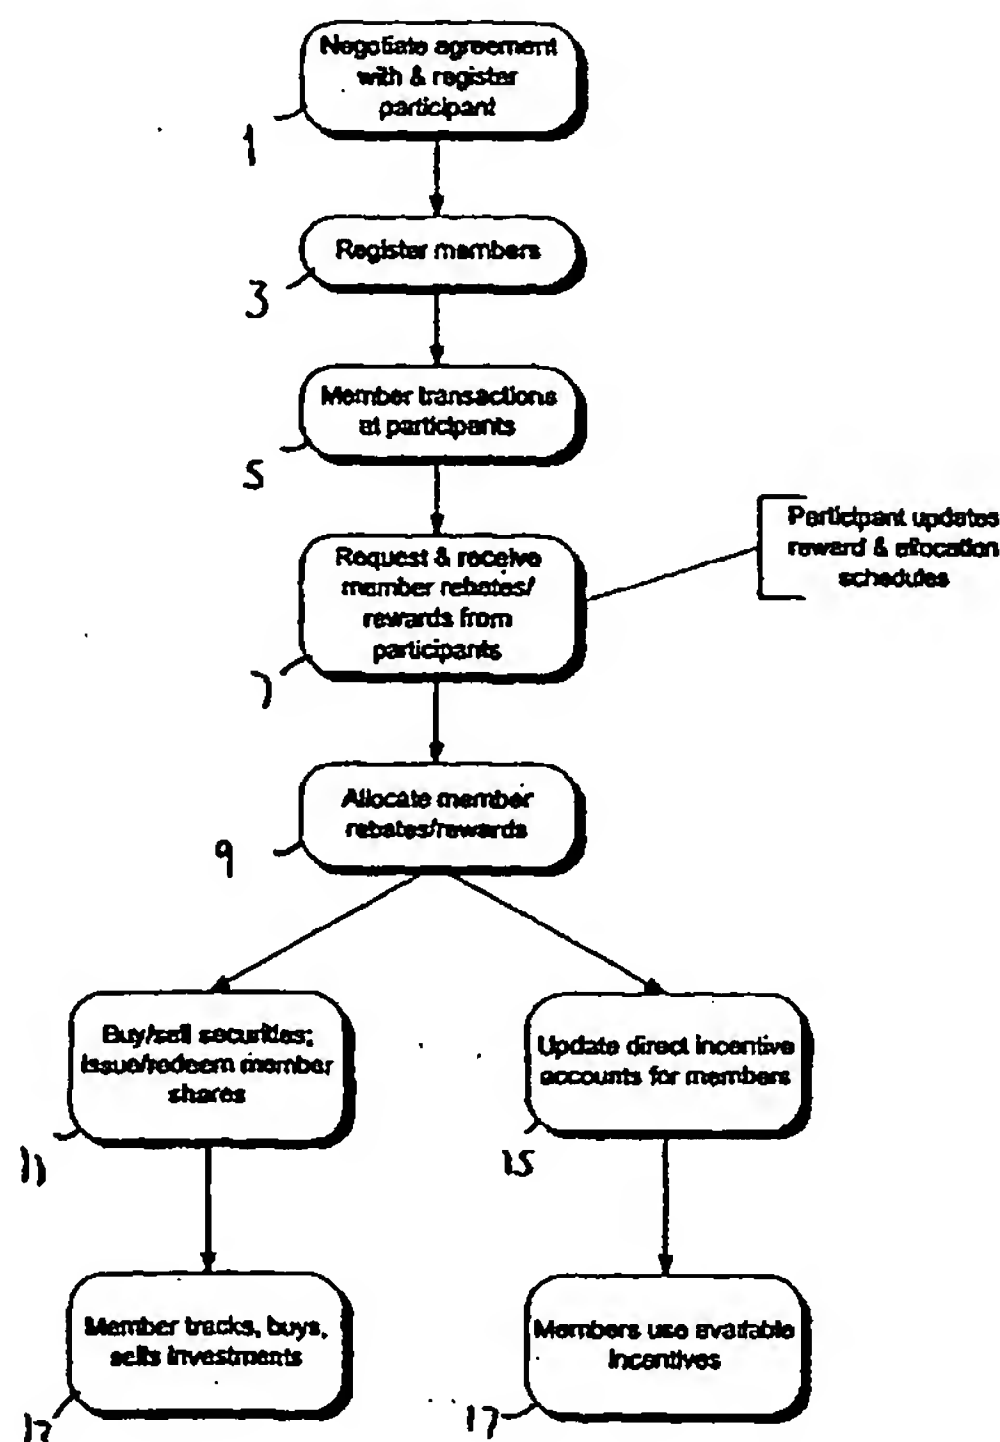 Negotiate agreement
with & register
participant
1
Register members
3
Member transactions
at participants
5
Request & receive
member rebates/
rewards from
participants
7
Participant updates
reward & allocation
schedules
Allocate member
rebates/rewards
9
Buy/sell securities;
issue/redeem member
shares
11
Update direct incentive
accounts for members
15
Member tracks, buys,
sells investments
13
Members use available
incentives
17